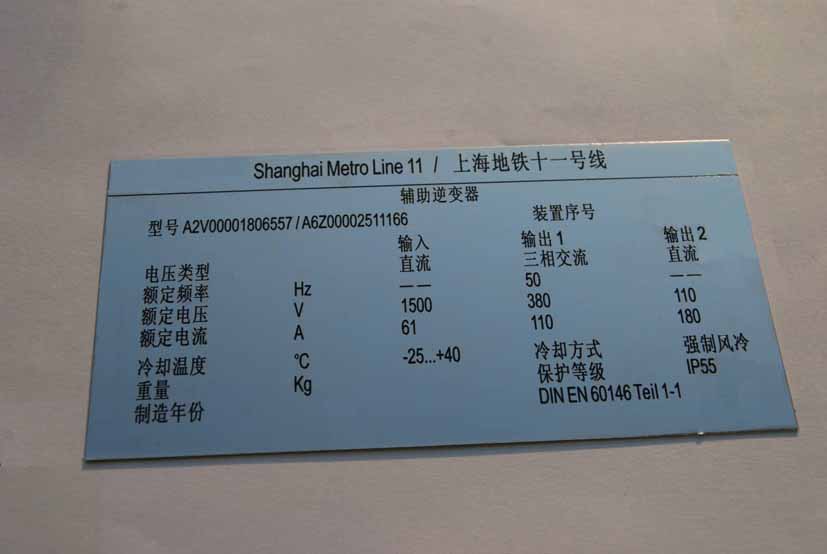 Shanghai Metro Line 11 / 上海地铁十一号线
辅助逆变器
型号 A2V00001806557 / A6Z00002511166 装置序号
输入 输出1 输出2
电压类型 直流 三相交流 直流
额定频率 Hz —— 50 ——
额定电压 V 1500 380 110
额定电流 A 61 110 180
冷却温度 °C -25...+40 冷却方式 强制风冷
重量 Kg 保护等级 IP55
制造年份 DIN EN 60146 Teil 1-1